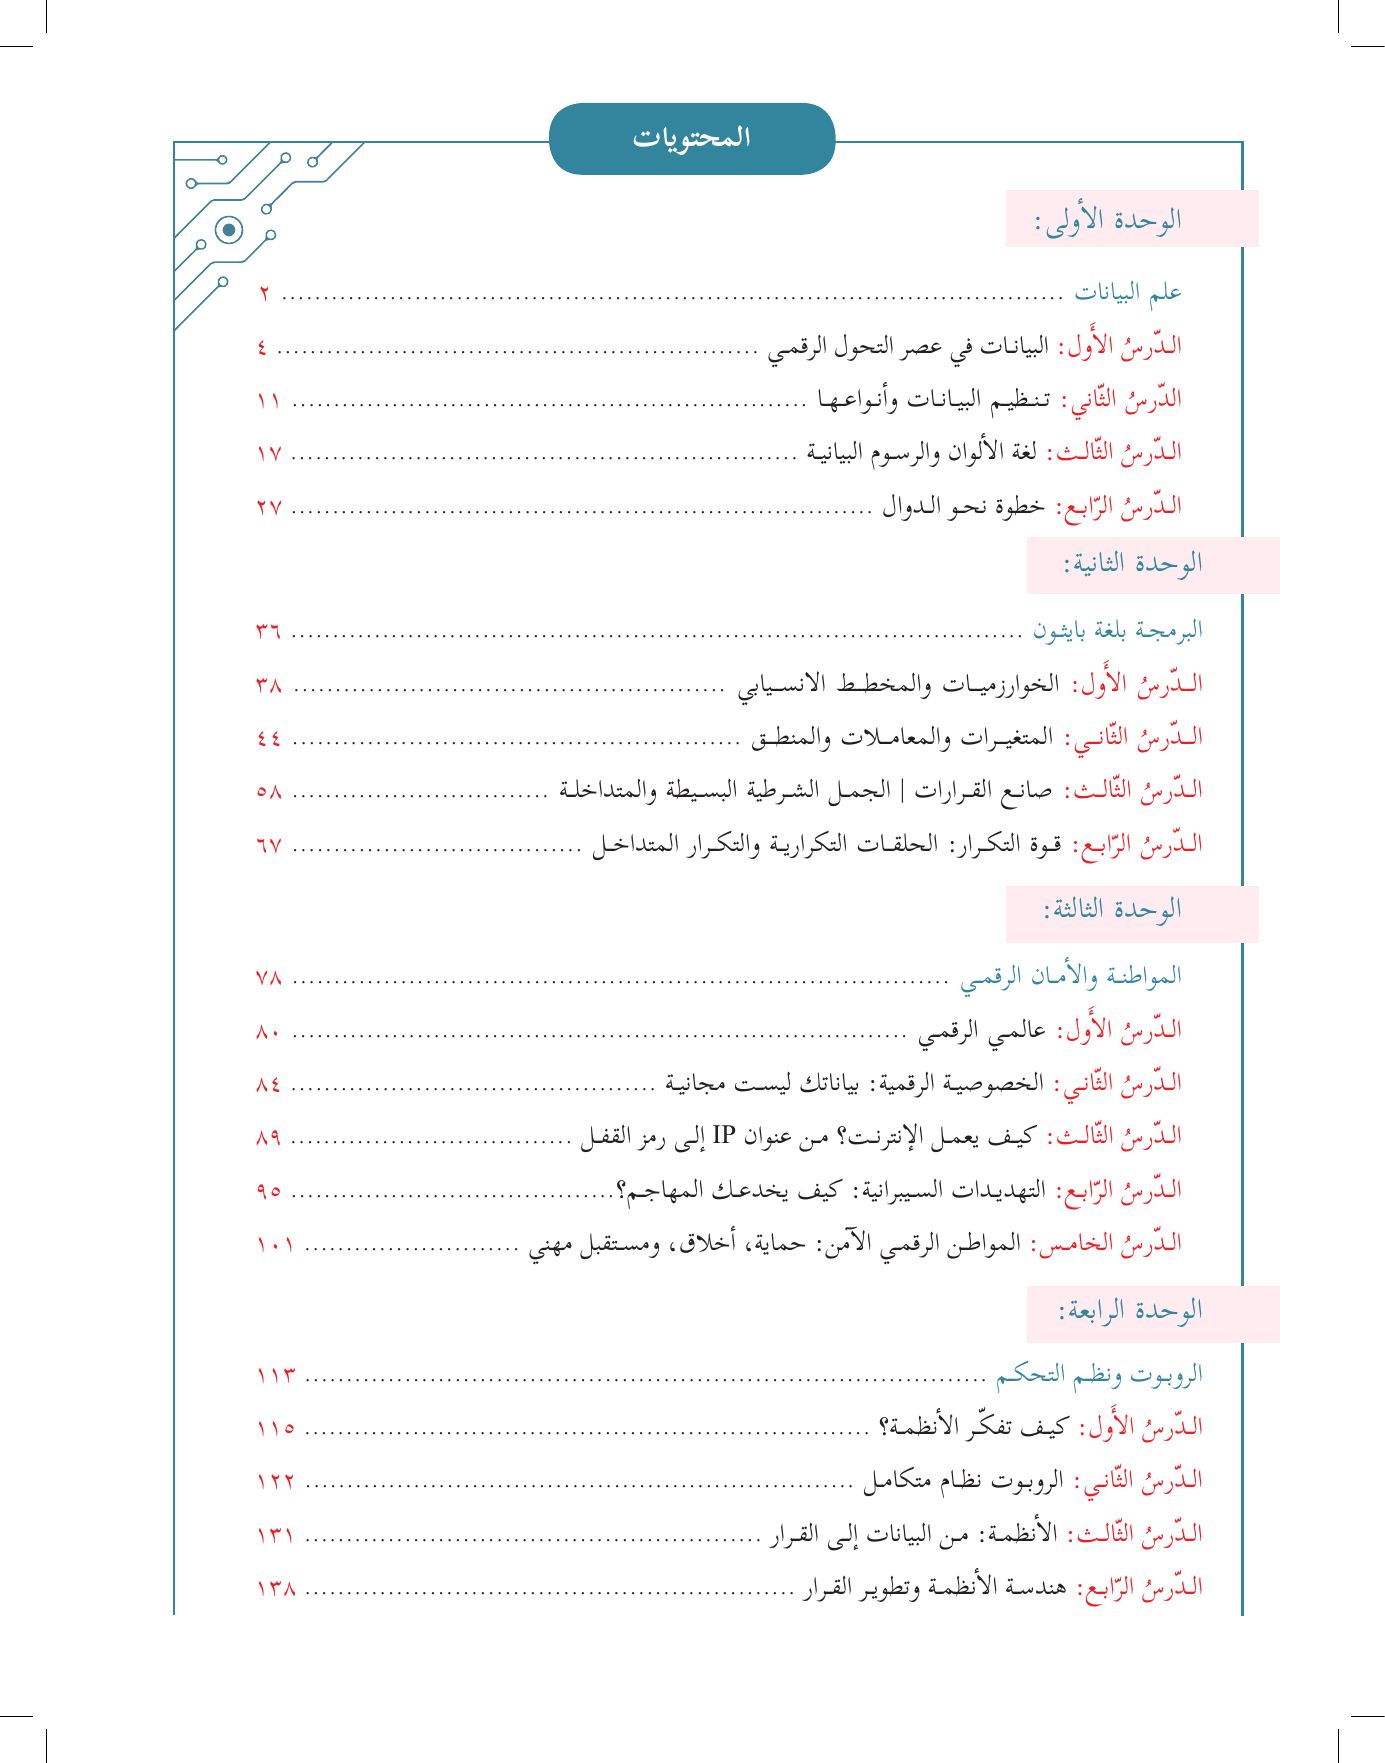 المحتويات
الوحدة الأولى:
علم البيانات ........................ ٢
الدّرسُ الأَول: البيانات في عصر التحول الرقمي ........................ ٤
الدّرسُ الثّاني: تنظيم البيانات وأنواعها ........................ ١١
الدّرسُ الثّالث: لغة الألوان والرسوم البيانية ........................ ١٧
الدّرسُ الرّابع: خطوة نحو الدوال ........................ ٢٧
الوحدة الثانية:
البرمجة بلغة بايثون ........................ ٣٦
الدّرسُ الأَول: الخوارزميات والمخطط الانسيابي ........................ ٣٨
الدّرسُ الثّاني: المتغيرات والمعاملات والمنطق ........................ ٤٤
الدّرسُ الثّالث: صانع القرارات | الجمل الشرطية البسيطة والمتداخلة ........................ ٥٨
الدّرسُ الرّابع: قوة التكرار: الحلقات التكرارية والتكرار المتداخل ........................ ٦٧
الوحدة الثالثة:
المواطنة والأمان الرقمي ........................ ٧٨
الدّرسُ الأَول: عالمي الرقمي ........................ ٨٠
الدّرسُ الثّاني: الخصوصية الرقمية: بياناتك ليست مجانية ........................ ٨٤
الدّرسُ الثّالث: كيف يعمل الإنترنت؟ من عنوان IP إلى رمز القفل ........................ ٨٩
الدّرسُ الرّابع: التهديدات السيبرانية: كيف يخدعك المهاجم؟ ........................ ٩٥
الدّرسُ الخامس: المواطن الرقمي الآمن: حماية، أخلاق، ومستقبل مهني ........................ ١٠١
الوحدة الرابعة:
الروبوت ونظم التحكم ........................ ١١٣
الدّرسُ الأَول: كيف تفكّر الأنظمة؟ ........................ ١١٥
الدّرسُ الثّاني: الروبوت نظام متكامل ........................ ١٢٢
الدّرسُ الثّالث: الأنظمة: من البيانات إلى القرار ........................ ١٣١
الدّرسُ الرّابع: هندسة الأنظمة وتطوير القرار ........................ ١٣٨